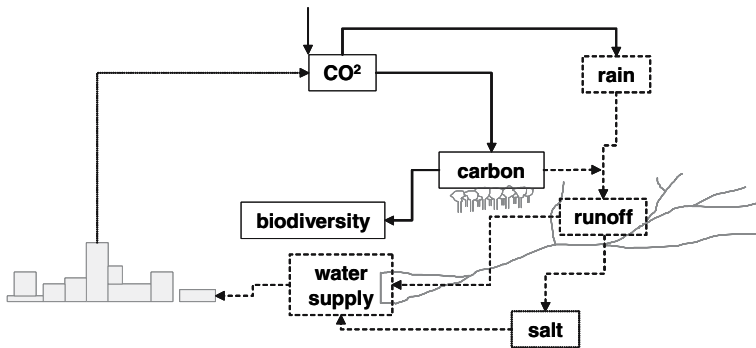 CO²
rain
carbon
biodiversity
runoff
water
supply
salt